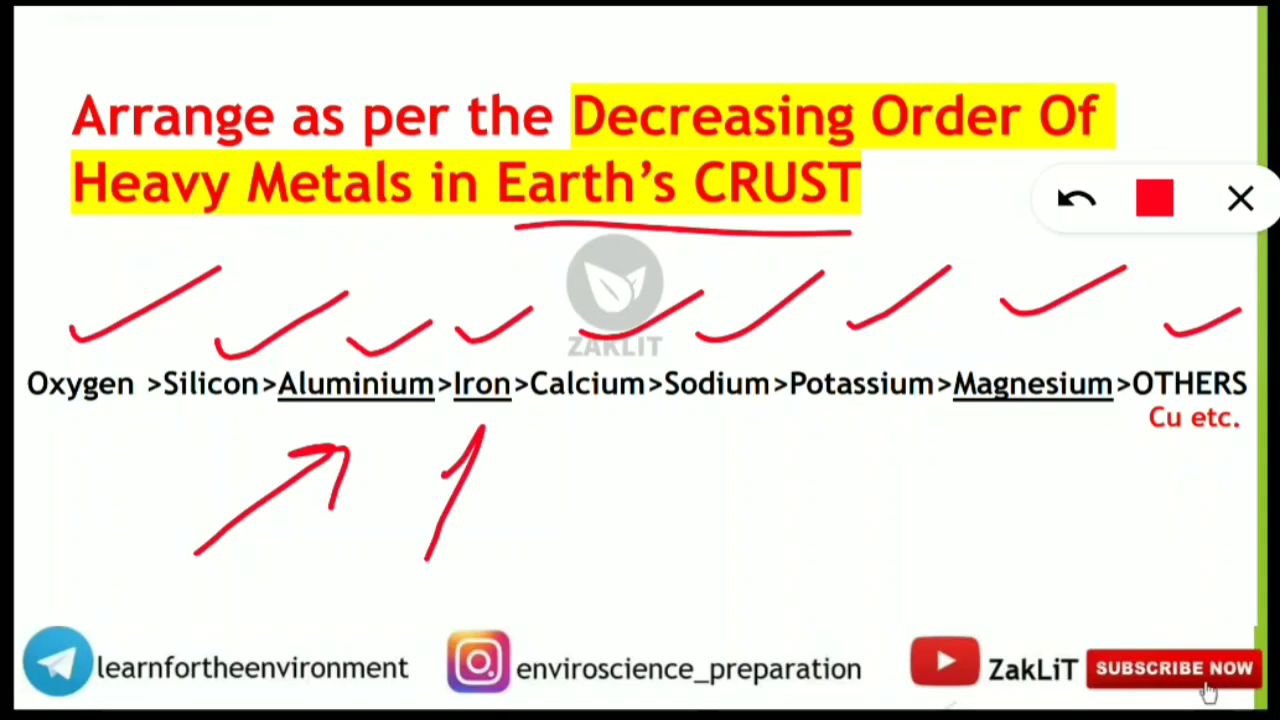 Arrange as per the Decreasing Order Of
Heavy Metals in Earth's CRUST
ZAKLIT
Oxygen >Silicon>Aluminium>Iron>Calcium>Sodium>Potassium>Magnesium>OTHERS
Cu etc.
learnfortheenvironment
enviroscience_preparation
ZakLiT
SUBSCRIBE NOW